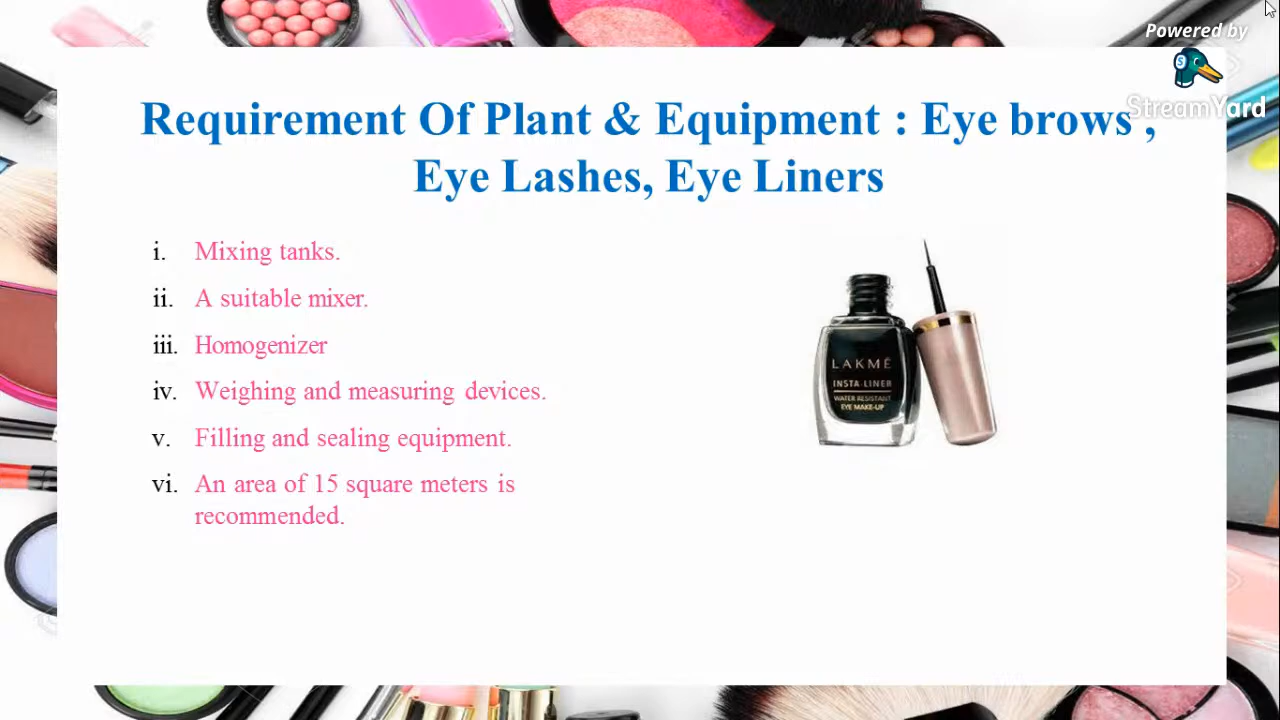 Powered by
StreamYard
Requirement Of Plant & Equipment : Eye brows ,
Eye Lashes, Eye Liners
i. Mixing tanks.
ii. A suitable mixer.
iii. Homogenizer
iv. Weighing and measuring devices.
v. Filling and sealing equipment.
vi. An area of 15 square meters is
recommended.
LAKMĒ
INSTA LINER
WATER RESISTANT
EYE MAKE-UP